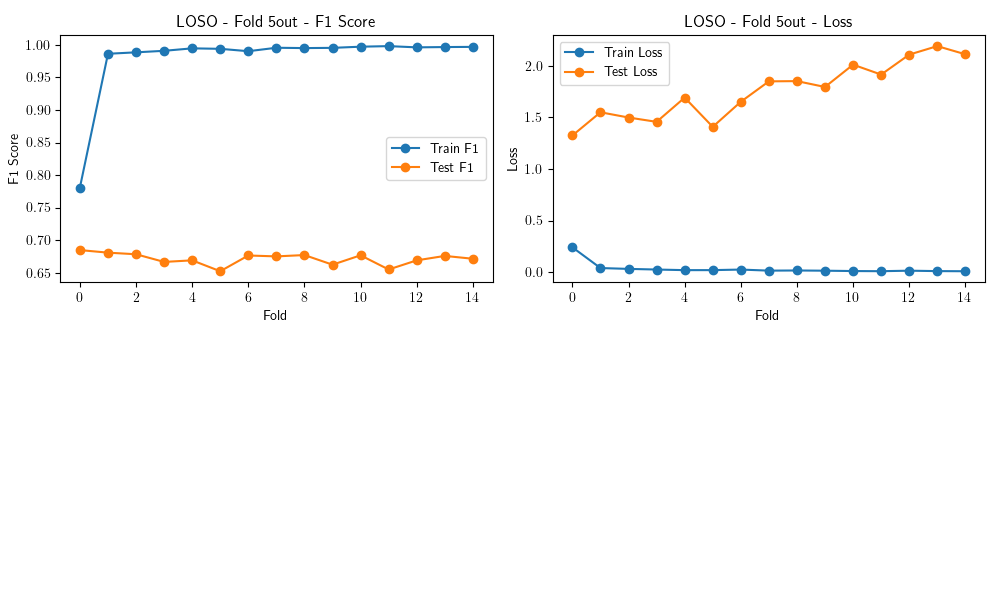 LOSO - Fold 5out - F1 Score
1.00
0.95
0.90
0.85
0.80
0.75
0.70
0.65
F1 Score
Train F1
Test F1
0 2 4 6 8 10 12 14
Fold
LOSO - Fold 5out - Loss
2.0
1.5
1.0
0.5
0.0
Loss
Train Loss
Test Loss
0 2 4 6 8 10 12 14
Fold